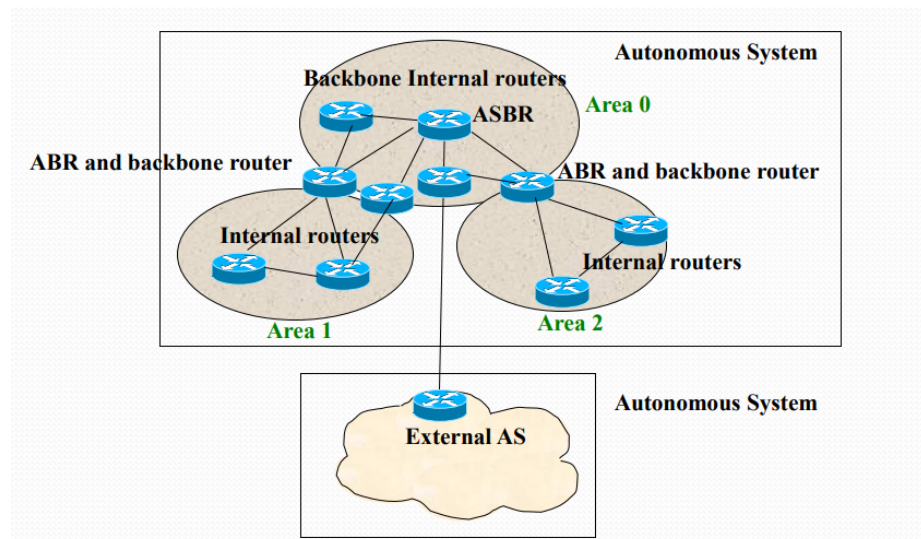 Autonomous System
Backbone Internal routers
Area 0
ASBR
ABR and backbone router
ABR and backbone router
Internal routers
Internal routers
Area 1
Area 2
Autonomous System
External AS